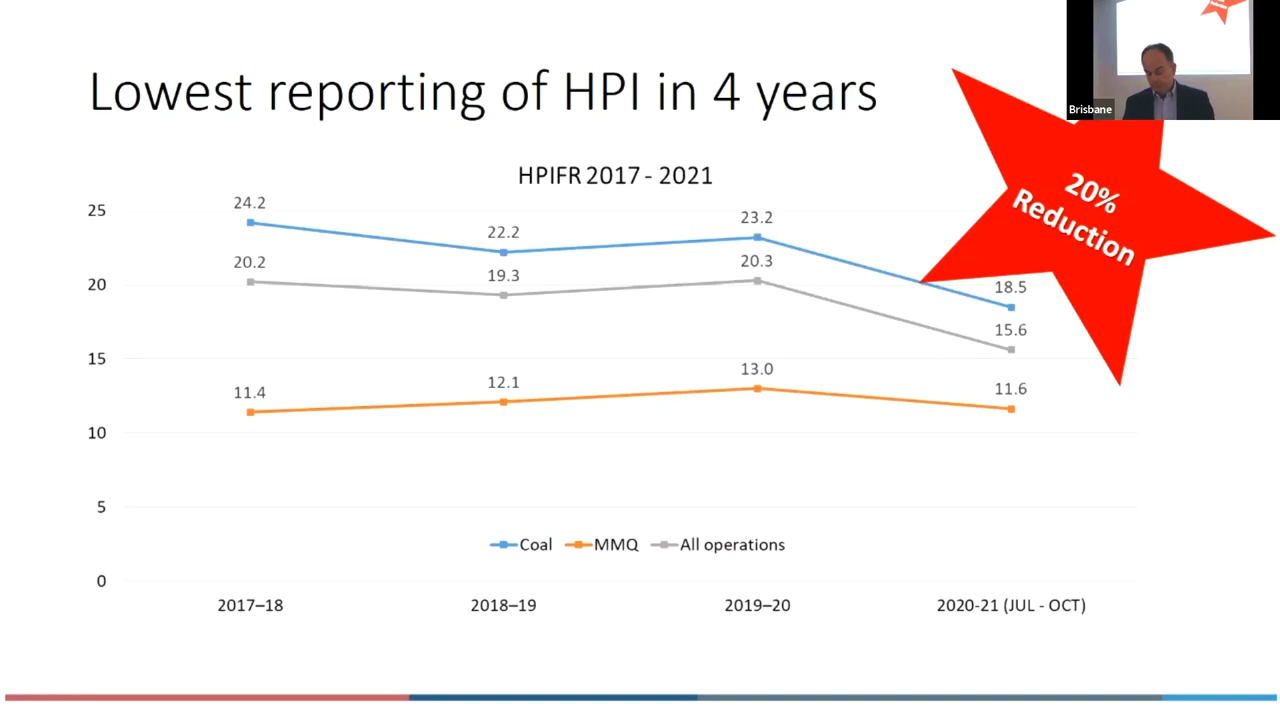 Lowest reporting of HPI in 4 years
Brisbane
20%
Reduction
HPIFR 2017 - 2021
25
20
15
10
5
0
24.2
22.2
23.2
18.5
20.2
19.3
20.3
15.6
11.4
12.1
13.0
11.6
Coal
MMQ
All operations
2017–18
2018–19
2019–20
2020-21 (JUL - OCT)